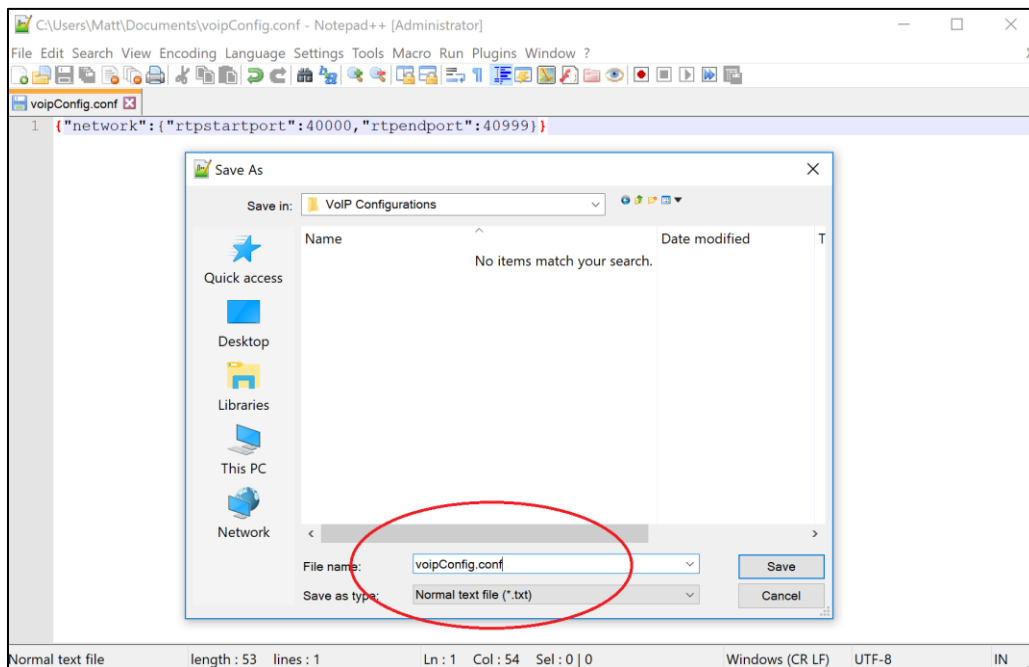 C:\Users\Matt\Documents\voipConfig.conf - Notepad++ [Administrator]
File Edit Search View Encoding Language Settings Tools Macro Run Plugins Window ?
voipConfig.conf
1 {"network":{"rtpstartport":40000,"rtpendport":40999}}
Save As
Save in: VoIP Configurations
Name Date modified T
No items match your search.
Quick access
Desktop
Libraries
This PC
Network
File name: voipConfig.conf Save
Save as type: Normal text file (*.txt) Cancel
Normal text file length : 53 lines : 1 Ln : 1 Col : 54 Sel : 0 | 0 Windows (CR LF) UTF-8 IN